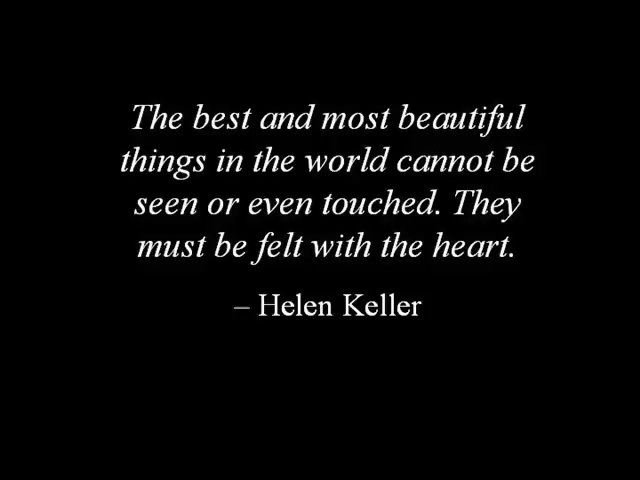 The best and most beautiful
things in the world cannot be
seen or even touched. They
must be felt with the heart.
– Helen Keller